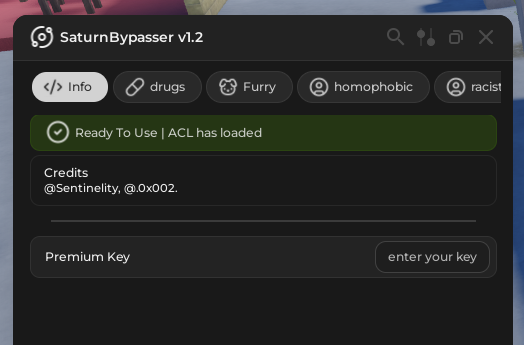 SaturnBypasser v1.2
Info
drugs
Furry
homophobic
racist
Ready To Use | ACL has loaded
Credits
@Sentinelity, @.0x002.
Premium Key
enter your key